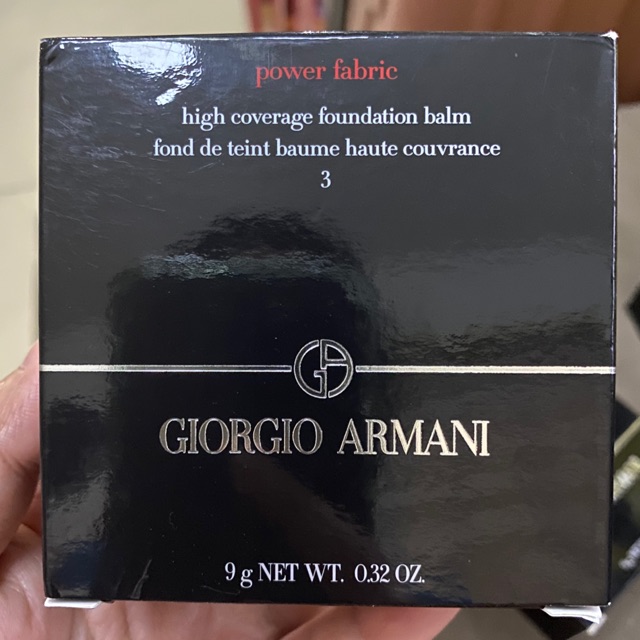 power fabric
high coverage foundation balm
fond de teint baume haute couvrance
3
GA
GIORGIO ARMANI
9 g NET WT. 0.32 OZ.